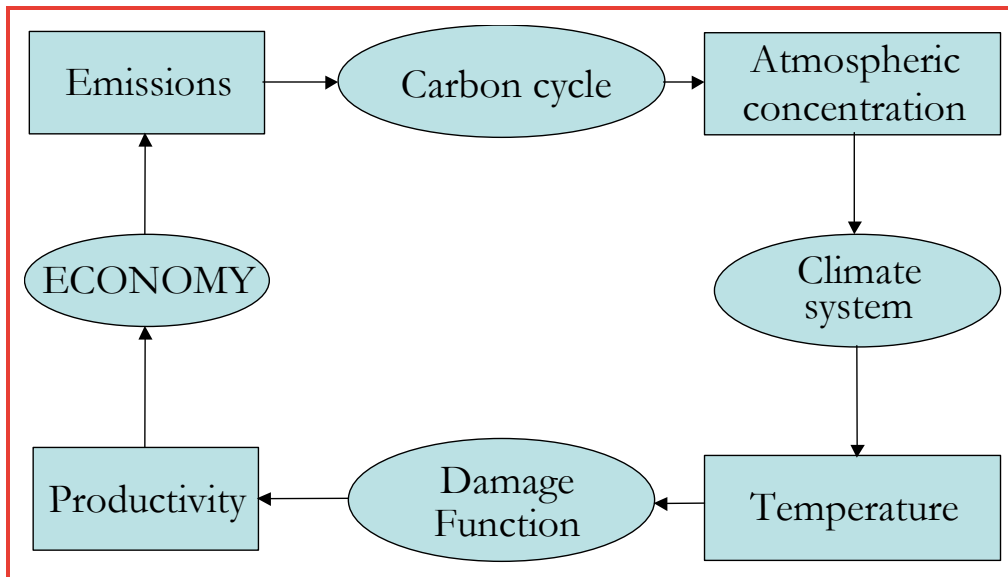 Emissions
Carbon cycle
Atmospheric
concentration
ECONOMY
Climate
system
Productivity
Damage
Function
Temperature